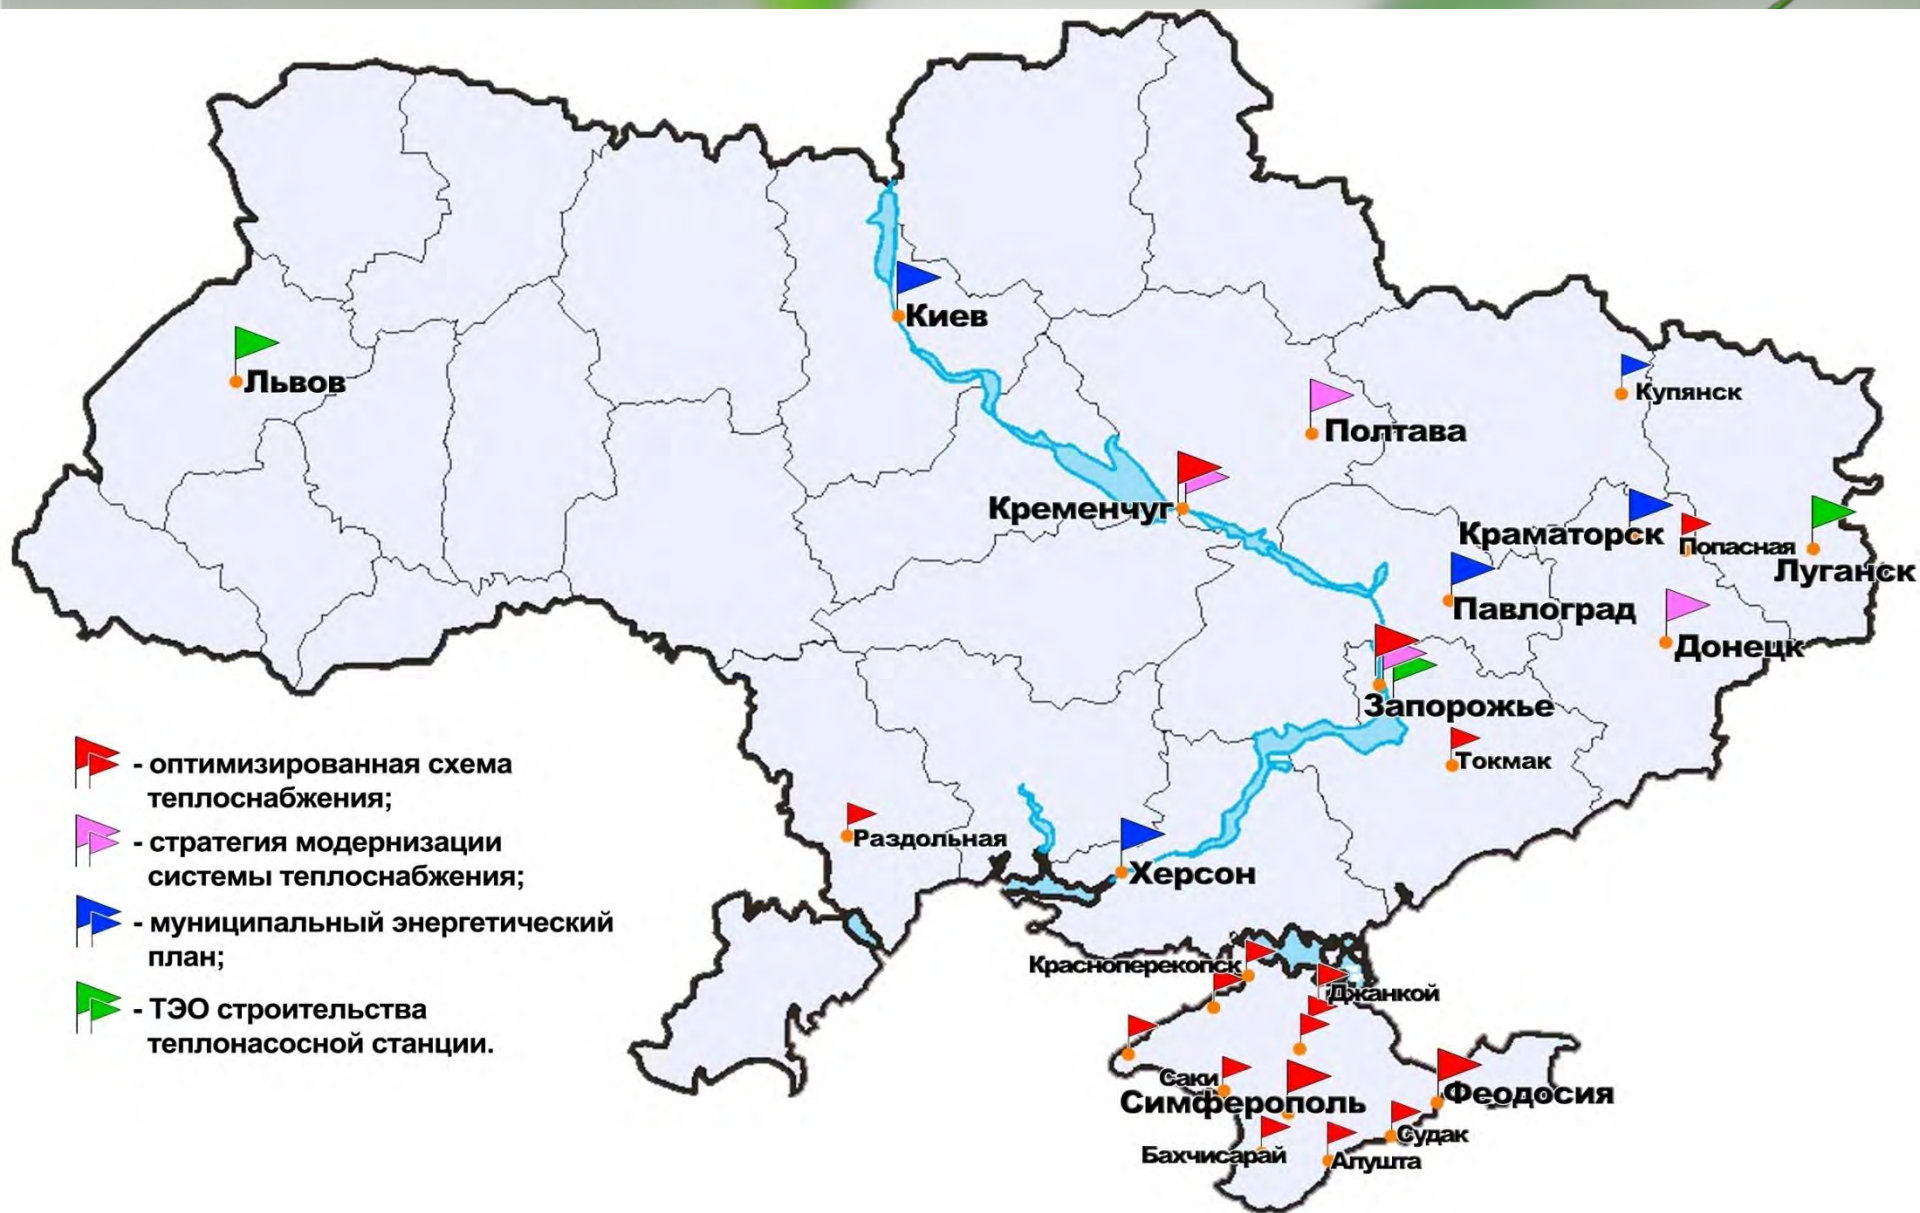 Киев
Львов
Купянск
Полтава
Кременчуг
Краматорск
Попасная
Луганск
Павлоград
Донецк
Запорожье
Токмак
- оптимизированная схема
теплоснабжения;
- стратегия модернизации
системы теплоснабжения;
- муниципальный энергетический
план;
- ТЭО строительства
теплонасосной станции.
Раздольная
Херсон
Красноперекопск
Джанкой
Саки
Симферополь
Феодосия
Судак
Бахчисарай
Алушта